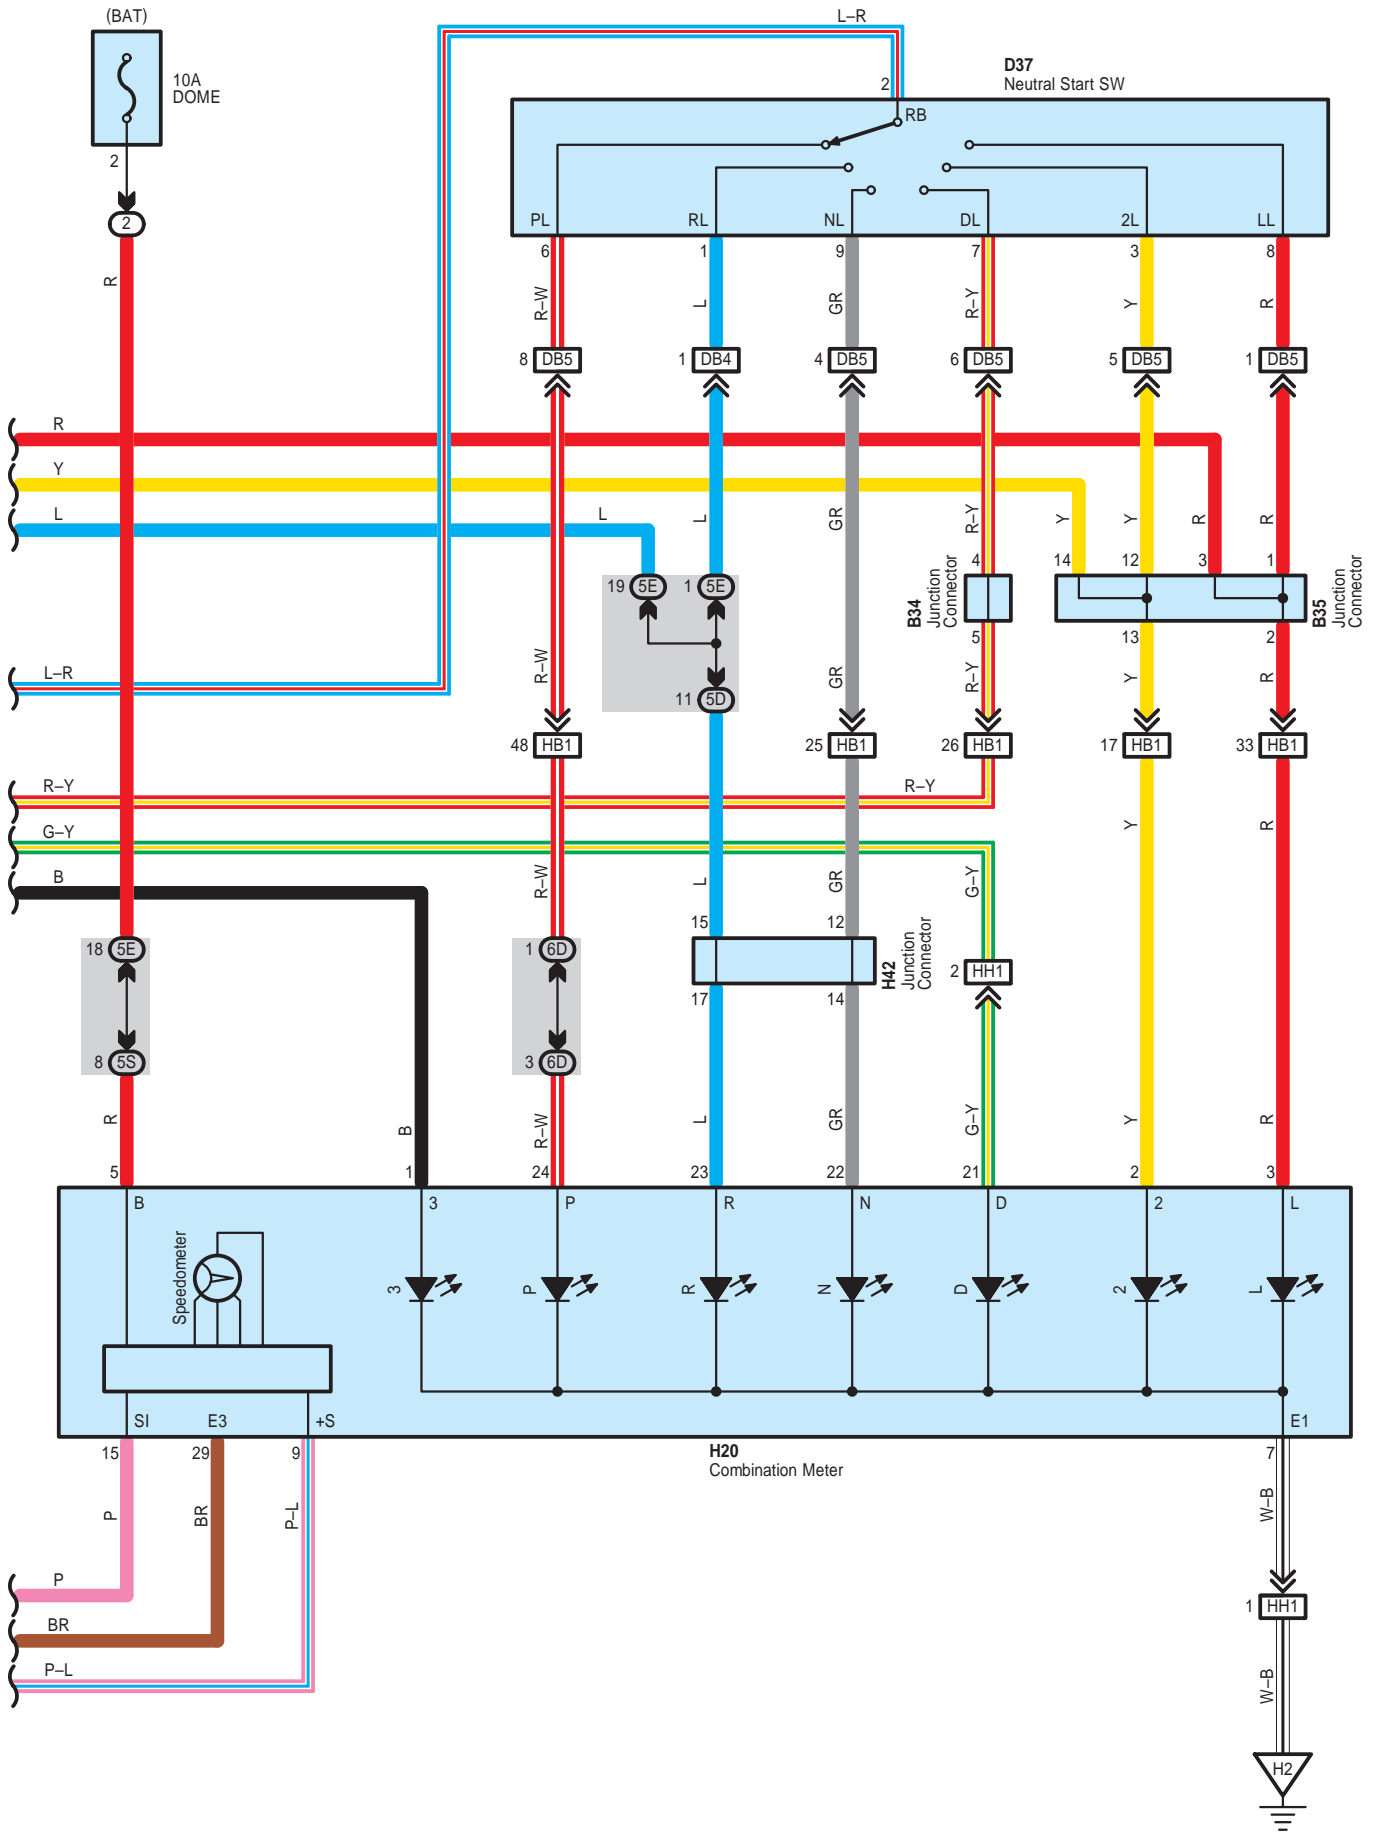 (BAT)
10A
DOME
2
2
R
L–R
D37
Neutral Start SW
2
RB
PL
RL
NL
DL
2L
LL
6
1
9
7
3
8
R–W
L
GR
R–Y
Y
R
8 DB5
1 DB4
4 DB5
6 DB5
5 DB5
1 DB5
R
Y
L
L
L
GR
R–Y
Y
Y
R
R
19 5E
1 5E
4
14
12
3
1
B34
Junction
Connector
B35
Junction
Connector
5
13
2
L–R
R–W
11 5D
GR
R–Y
Y
R
48 HB1
25 HB1
26 HB1
17 HB1
33 HB1
R–Y
R–Y
G–Y
B
Y
R
R–W
L
GR
G–Y
15
12
18 5E
1 6D
H42
Junction
Connector
2 HH1
17
14
8 5S
3 6D
R
B
R–W
L
GR
G–Y
Y
R
5
1
24
23
22
21
2
3
B
3
P
R
N
D
2
L
Speedometer
3
P
R
N
D
2
L
SI
E3
+S
E1
15
29
9
7
H20
Combination Meter
P
BR
P–L
W–B
P
BR
P–L
1 HH1
W–B
H2